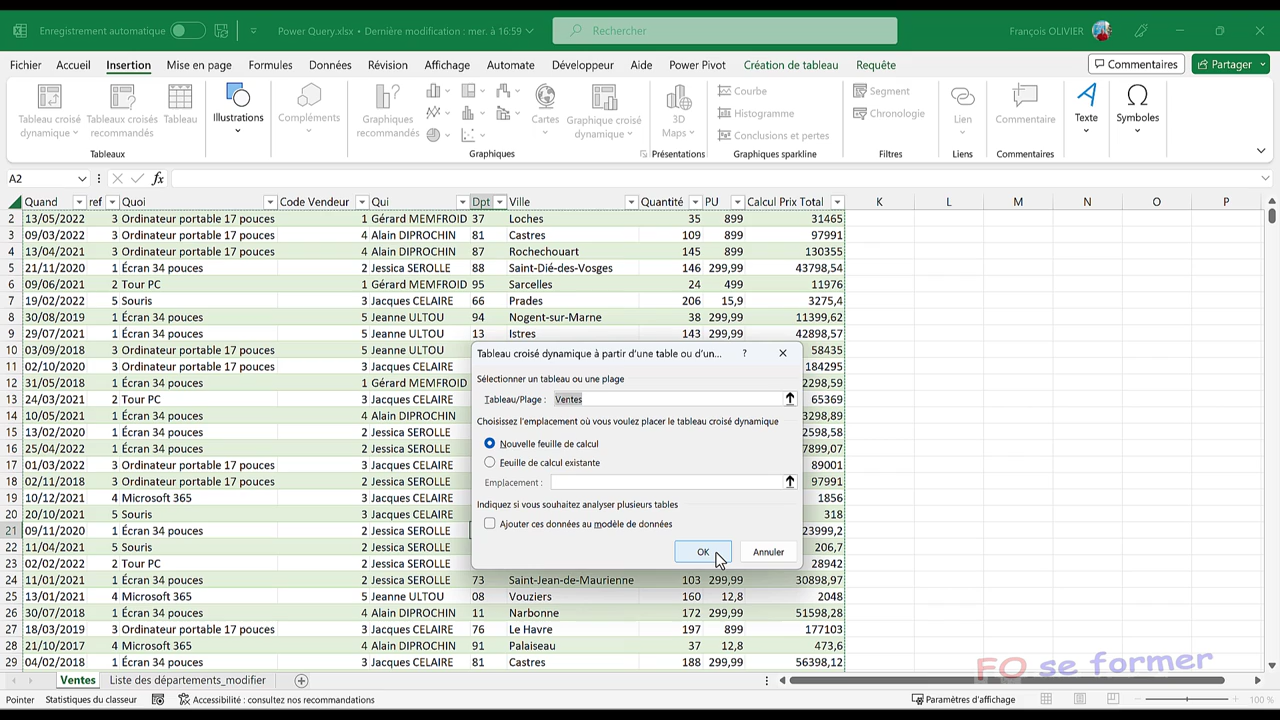 Enregistrement automatique
Power Query.xlsx • Dernière modification : mer. à 16:59
Rechercher
François OLIVIER
Fichier Accueil Insertion Mise en page Formules Données Révision Affichage Automate Développeur Aide Power Pivot Création de tableau Requête
Commentaires Partager
Tableau croisé dynamique
Tableaux croisés recommandés
Tableau
Illustrations
Compléments
Graphiques recommandés
Cartes
Graphique croisé dynamique
3D Maps
Courbe
Histogramme
Conclusions et pertes
Segment
Chronologie
Lien
Commentaire
Texte
Symboles
Tableaux Graphiques Présentations Graphiques sparkline Filtres Liens Commentaires
A2 fx
Quand ref Quoi Code Vendeur Qui Dpt Ville Quantité PU Calcul Prix Total K L M N O P
2 13/05/2022 3 Ordinateur portable 17 pouces 1 Gérard MEMFROID 37 Loches 35 899 31465
3 09/03/2022 3 Ordinateur portable 17 pouces 4 Alain DIPROCHIN 81 Castres 109 899 97991
4 13/04/2021 3 Ordinateur portable 17 pouces 4 Alain DIPROCHIN 87 Rochechouart 145 899 130355
5 21/11/2020 1 Écran 34 pouces 2 Jessica SEROLLE 88 Saint-Dié-des-Vosges 146 299,99 43798,54
6 09/06/2021 2 Tour PC 1 Gérard MEMFROID 95 Sarcelles 24 499 11976
7 19/02/2022 5 Souris 3 Jacques CELAIRE 66 Prades 206 15,9 3275,4
8 30/08/2019 1 Écran 34 pouces 5 Jeanne ULTOU 94 Nogent-sur-Marne 38 299,99 11399,62
9 29/07/2021 1 Écran 34 pouces 5 Jeanne ULTOU 13 Istres 143 299,99 42898,57
10 03/09/2018 3 Ordinateur portable 17 pouces 5 Jeanne ULTOU 58435
11 02/10/2020 3 Ordinateur portable 17 pouces 3 Jacques CELAIRE 184295
12 31/05/2018 1 Écran 34 pouces 1 Gérard MEMFROID 2298,59
13 24/03/2021 2 Tour PC 3 Jacques CELAIRE 65369
14 10/05/2021 1 Écran 34 pouces 4 Alain DIPROCHIN 3298,89
15 13/02/2020 1 Écran 34 pouces 2 Jessica SEROLLE 2598,58
16 25/04/2022 1 Écran 34 pouces 2 Jessica SEROLLE 7899,07
17 01/03/2022 3 Ordinateur portable 17 pouces 3 Jacques CELAIRE 89001
18 02/11/2018 3 Ordinateur portable 17 pouces 2 Jessica SEROLLE 97991
19 10/12/2021 4 Microsoft 365 3 Jacques CELAIRE 1856
20 20/10/2021 5 Souris 3 Jacques CELAIRE 318
21 09/11/2020 1 Écran 34 pouces 2 Jessica SEROLLE 23999,2
22 11/04/2021 5 Souris 2 Jessica SEROLLE 206,7
23 02/02/2022 2 Tour PC 2 Jessica SEROLLE 28942
24 11/01/2021 1 Écran 34 pouces 2 Jessica SEROLLE 73 Saint-Jean-de-Maurienne 103 299,99 30898,97
25 13/01/2021 4 Microsoft 365 5 Jeanne ULTOU 08 Vouziers 160 12,8 2048
26 30/07/2018 1 Écran 34 pouces 4 Alain DIPROCHIN 11 Narbonne 172 299,99 51598,28
27 18/03/2019 3 Ordinateur portable 17 pouces 3 Jacques CELAIRE 76 Le Havre 197 899 177103
28 21/10/2017 4 Microsoft 365 4 Alain DIPROCHIN 91 Palaiseau 37 12,8 473,6
29 04/02/2018 1 Écran 34 pouces 3 Jacques CELAIRE 81 Castres 188 299,99 56398,12
Tableau croisé dynamique à partir d'une table ou d'un... ?
Sélectionner un tableau ou une plage
Tableau/Plage : Ventes
Choisissez l'emplacement où vous voulez placer le tableau croisé dynamique
Nouvelle feuille de calcul
Feuille de calcul existante
Emplacement :
Indiquez si vous souhaitez analyser plusieurs tables
Ajouter ces données au modèle de données
OK Annuler
FO se former
Ventes Liste des départements_modifier
Pointer Statistiques du classeur Accessibilité : consultez nos recommandations Paramètres d'affichage 100 %